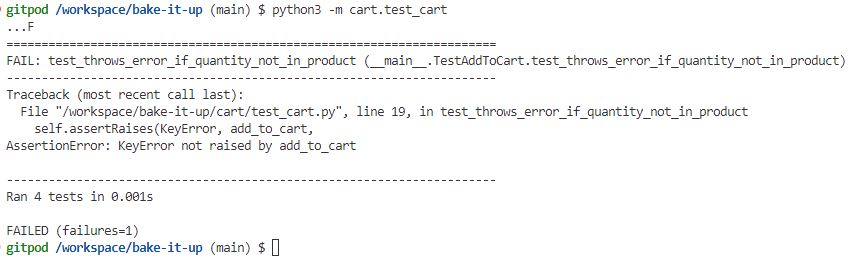 gitpod /workspace/bake-it-up (main) $ python3 -m cart.test_cart
...F
======================================================================
FAIL: test_throws_error_if_quantity_not_in_product (__main__.TestAddToCart.test_throws_error_if_quantity_not_in_product)
----------------------------------------------------------------------
Traceback (most recent call last):
  File "/workspace/bake-it-up/cart/test_cart.py", line 19, in test_throws_error_if_quantity_not_in_product
    self.assertRaises(KeyError, add_to_cart,
AssertionError: KeyError not raised by add_to_cart
----------------------------------------------------------------------
Ran 4 tests in 0.001s
FAILED (failures=1)
gitpod /workspace/bake-it-up (main) $